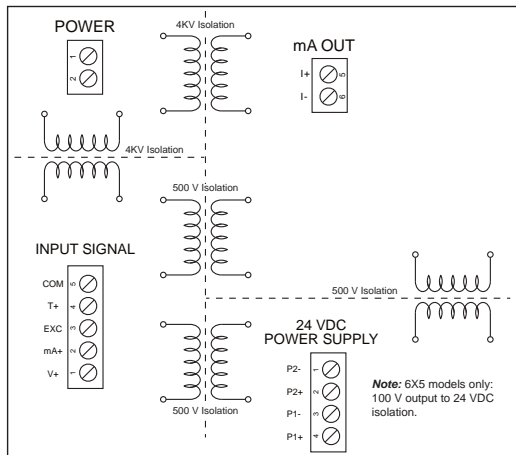 POWER
1
2
4KV Isolation
mA OUT
I+ 5
I- 6
4KV Isolation
500 V Isolation
INPUT SIGNAL
COM 5
T+ 4
EXC 3
mA+ 2
V+ 1
500 V Isolation
500 V Isolation
24 VDC
POWER SUPPLY
P2- 1
P2+ 2
P1- 3
P1+ 4
Note: 6X5 models only:
100 V output to 24 VDC
isolation.